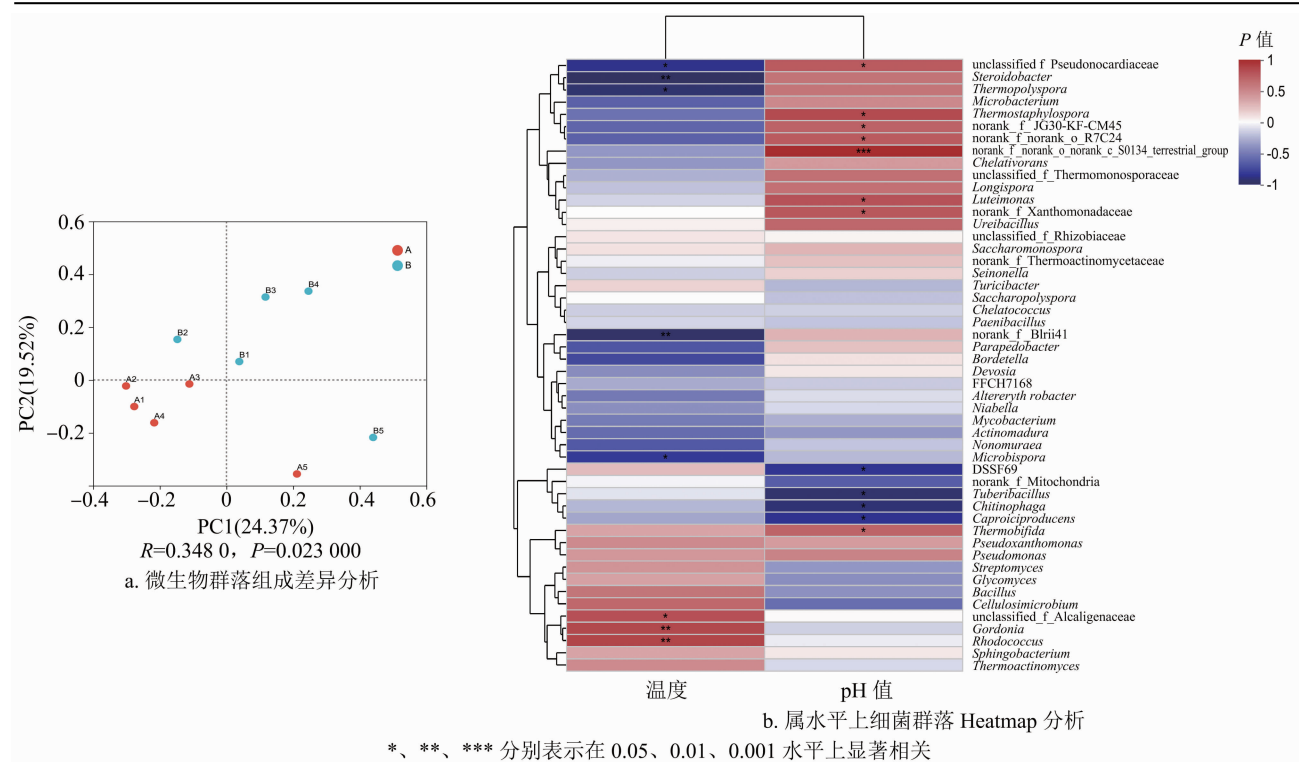 0.6
0.4
0.2
0
−0.2
−0.4
−0.2
0
0.2
0.4
0.6
PC2(19.52%)
PC1(24.37%)
A
B
B3
B4
B2
B1
A2
A3
A1
A4
B5
A5
R=0.348 0，P=0.023 000
a. 微生物群落组成差异分析
P 值
1
0.5
0
-0.5
-1
* * unclassified f Pseudonocardiaceae
** Steroidobacter
* Thermopolyspora
Microbacterium
* Thermostaphylospora
* norank_f_ JG30-KF-CM45
* norank_f_norank_o_R7C24
*** norank_f_norank_o_norank_c_S0134_terrestrial_group
Chelativorans
unclassified_f_Thermomonosporaceae
Longispora
* Luteimonas
* norank_f_Xanthomonadaceae
Ureibacillus
unclassified_f_Rhizobiaceae
Saccharomonospora
norank_f_Thermoactinomycetaceae
Seinonella
Turicibacter
Saccharopolyspora
Chelatococcus
Paenibacillus
** norank_f_Blrii41
Parapedobacter
Bordetella
Devosia
FFCH7168
Altereryth robacter
Niabella
Mycobacterium
Actinomadura
Nonomuraea
* Microbispora
* DSSF69
norank_f_Mitochondria
* Tuberibacillus
* Chitinophaga
* Caproiciproducens
* Thermobifida
Pseudoxanthomonas
Pseudomonas
Streptomyces
Glycomyces
Bacillus
Cellulosimicrobium
* unclassified_f_Alcaligenaceae
** Gordonia
** Rhodococcus
Sphingobacterium
Thermoactinomyces
温度
pH 值
b. 属水平上细菌群落 Heatmap 分析
*、**、*** 分别表示在 0.05、0.01、0.001 水平上显著相关